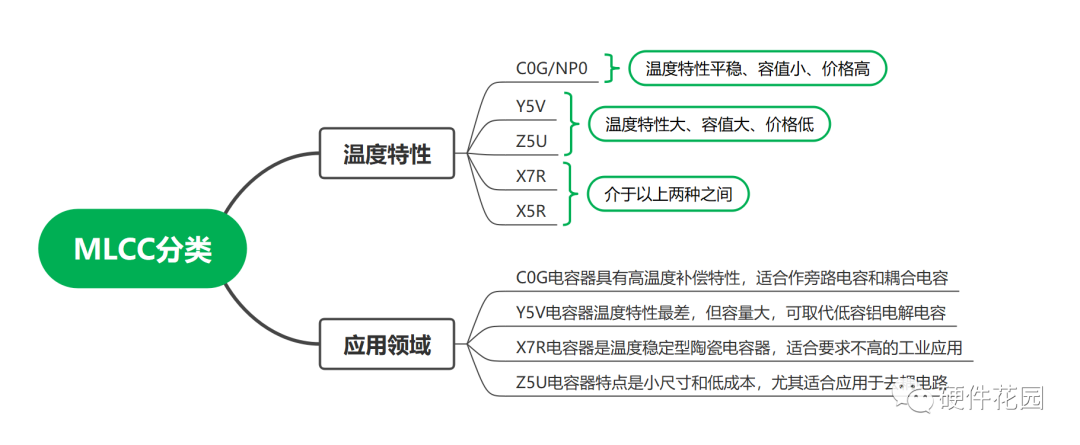 MLCC分类
温度特性
C0G/NP0
温度特性平稳、容值小、价格高
Y5V
Z5U
温度特性大、容值大、价格低
X7R
X5R
介于以上两种之间
应用领域
C0G电容器具有高温度补偿特性，适合作旁路电容和耦合电容
Y5V电容器温度特性最差，但容量大，可取代低容铝电解电容
X7R电容器是温度稳定型陶瓷电容器，适合要求不高的工业应用
Z5U电容器特点是小尺寸和低成本，尤其适合应用于去耦电路
硬件花园